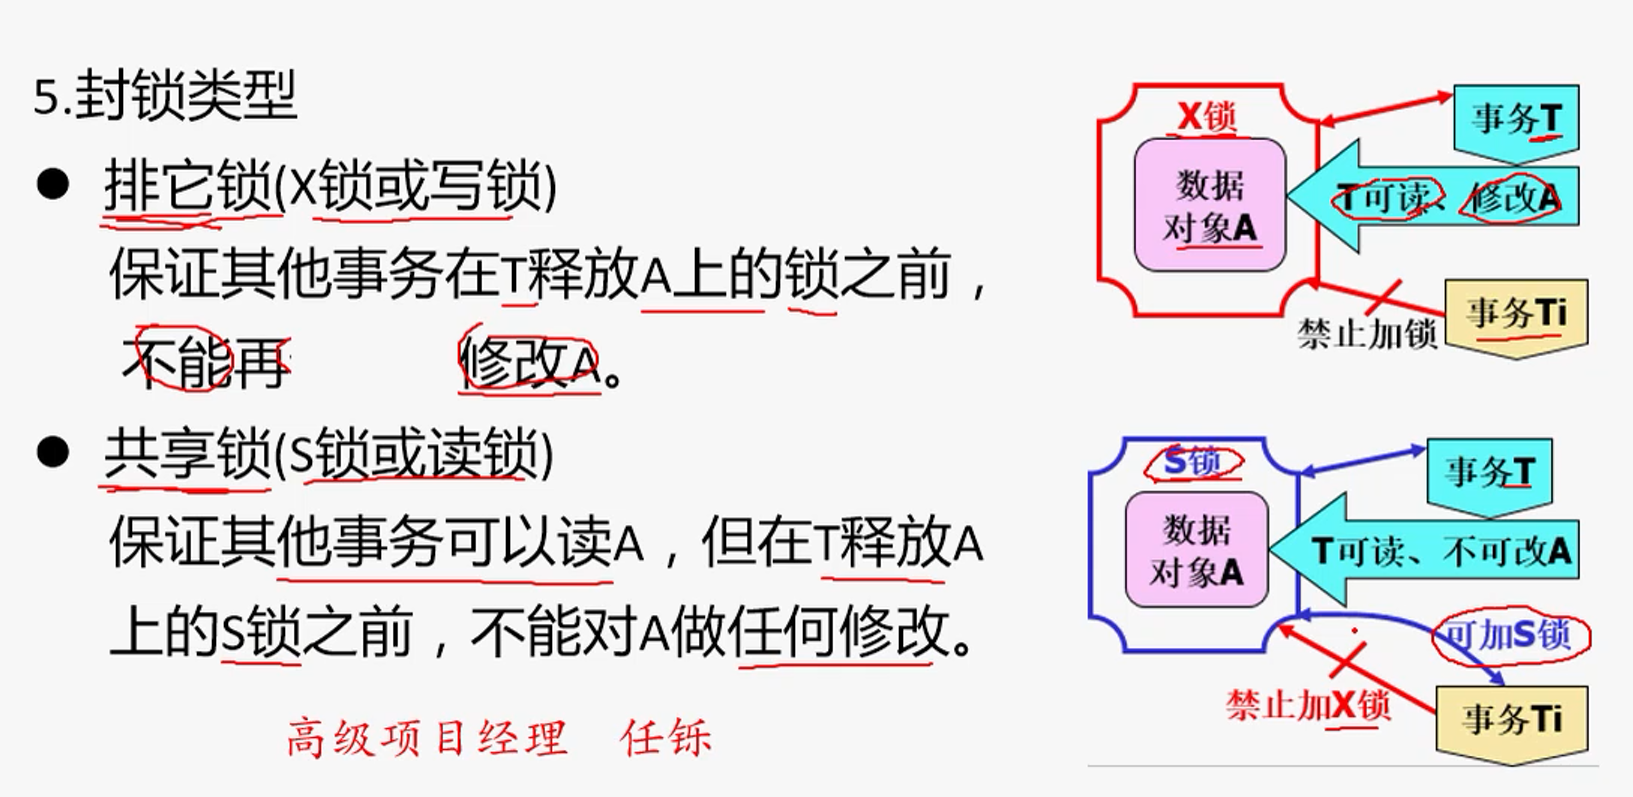 5.封锁类型
● 排它锁(X锁或写锁)
保证其他事务在T释放A上的锁之前，
不能再 修改A。
● 共享锁(S锁或读锁)
保证其他事务可以读A，但在T释放A
上的S锁之前，不能对A做任何修改。
高级项目经理 任铄
X锁
数据
对象A
事务T
T可读、修改A
禁止加锁
事务Ti
S锁
数据
对象A
事务T
T可读、不可改A
可加S锁
禁止加X锁
事务Ti